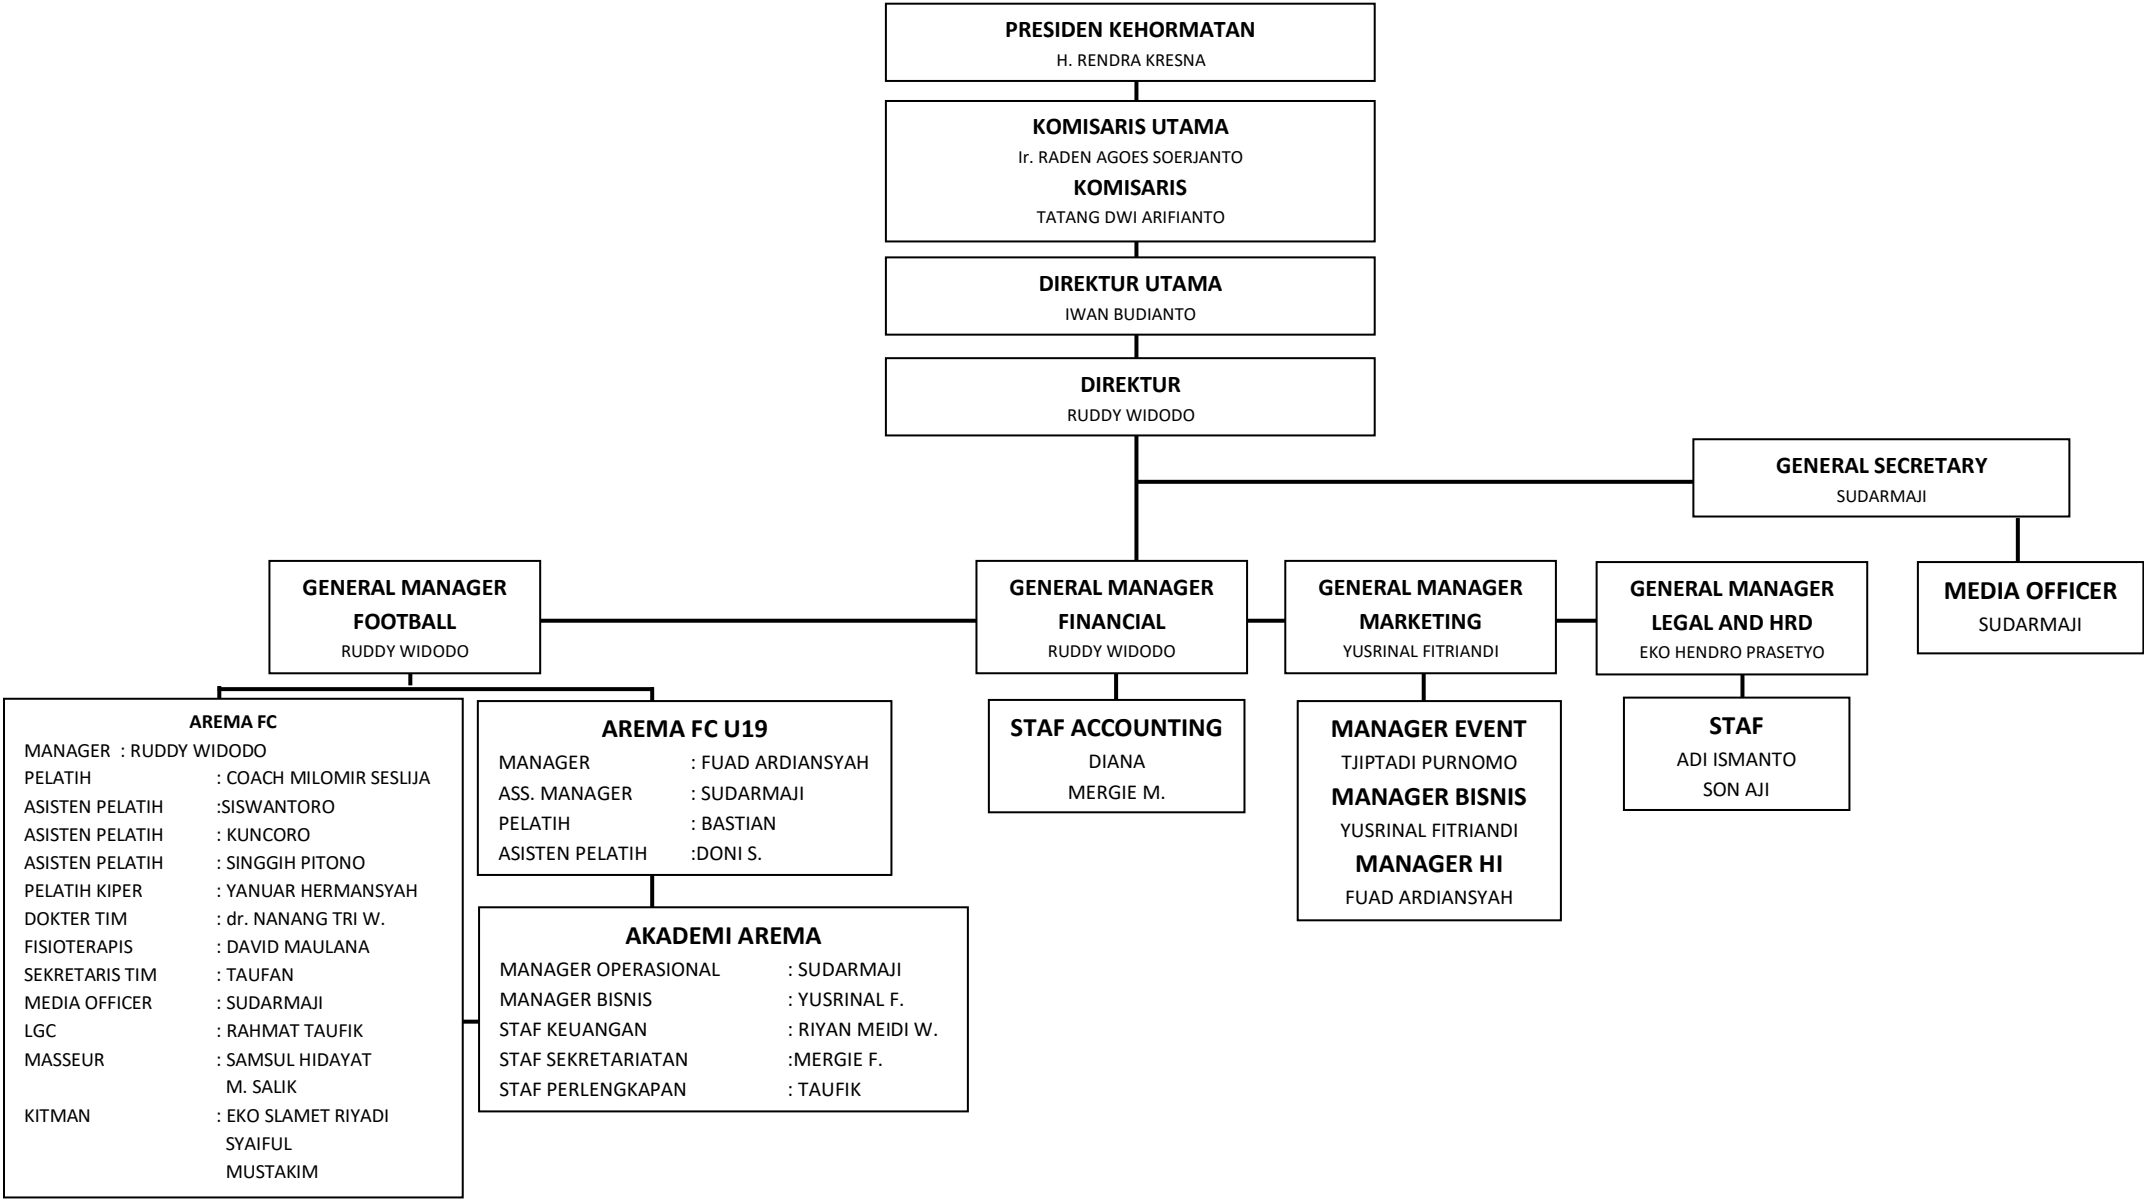 PRESIDEN KEHORMATAN
H. RENDRA KRESNA
KOMISARIS UTAMA
Ir. RADEN AGOES SOERJANTO
KOMISARIS
TATANG DWI ARIFIANTO
DIREKTUR UTAMA
IWAN BUDIANTO
DIREKTUR
RUDDY WIDODO
GENERAL SECRETARY
SUDARMAJI
GENERAL MANAGER
FOOTBALL
RUDDY WIDODO
GENERAL MANAGER
FINANCIAL
RUDDY WIDODO
GENERAL MANAGER
MARKETING
YUSRINAL FITRIANDI
GENERAL MANAGER
LEGAL AND HRD
EKO HENDRO PRASETYO
MEDIA OFFICER
SUDARMAJI
AREMA FC
MANAGER : RUDDY WIDODO
PELATIH : COACH MILOMIR SESLIJA
ASISTEN PELATIH :SISWANTORO
ASISTEN PELATIH : KUNCORO
ASISTEN PELATIH : SINGGIH PITONO
PELATIH KIPER : YANUAR HERMANSYAH
DOKTER TIM : dr. NANANG TRI W.
FISIOTERAPIS : DAVID MAULANA
SEKRETARIS TIM : TAUFAN
MEDIA OFFICER : SUDARMAJI
LGC : RAHMAT TAUFIK
MASSEUR : SAMSUL HIDAYAT
M. SALIK
KITMAN : EKO SLAMET RIYADI
SYAIFUL
MUSTAKIM
AREMA FC U19
MANAGER : FUAD ARDIANSYAH
ASS. MANAGER : SUDARMAJI
PELATIH : BASTIAN
ASISTEN PELATIH :DONI S.
AKADEMI AREMA
MANAGER OPERASIONAL : SUDARMAJI
MANAGER BISNIS : YUSRINAL F.
STAF KEUANGAN : RIYAN MEIDI W.
STAF SEKRETARIATAN :MERGIE F.
STAF PERLENGKAPAN : TAUFIK
STAF ACCOUNTING
DIANA
MERGIE M.
MANAGER EVENT
TJIPTADI PURNOMO
MANAGER BISNIS
YUSRINAL FITRIANDI
MANAGER HI
FUAD ARDIANSYAH
STAF
ADI ISMANTO
SON AJI